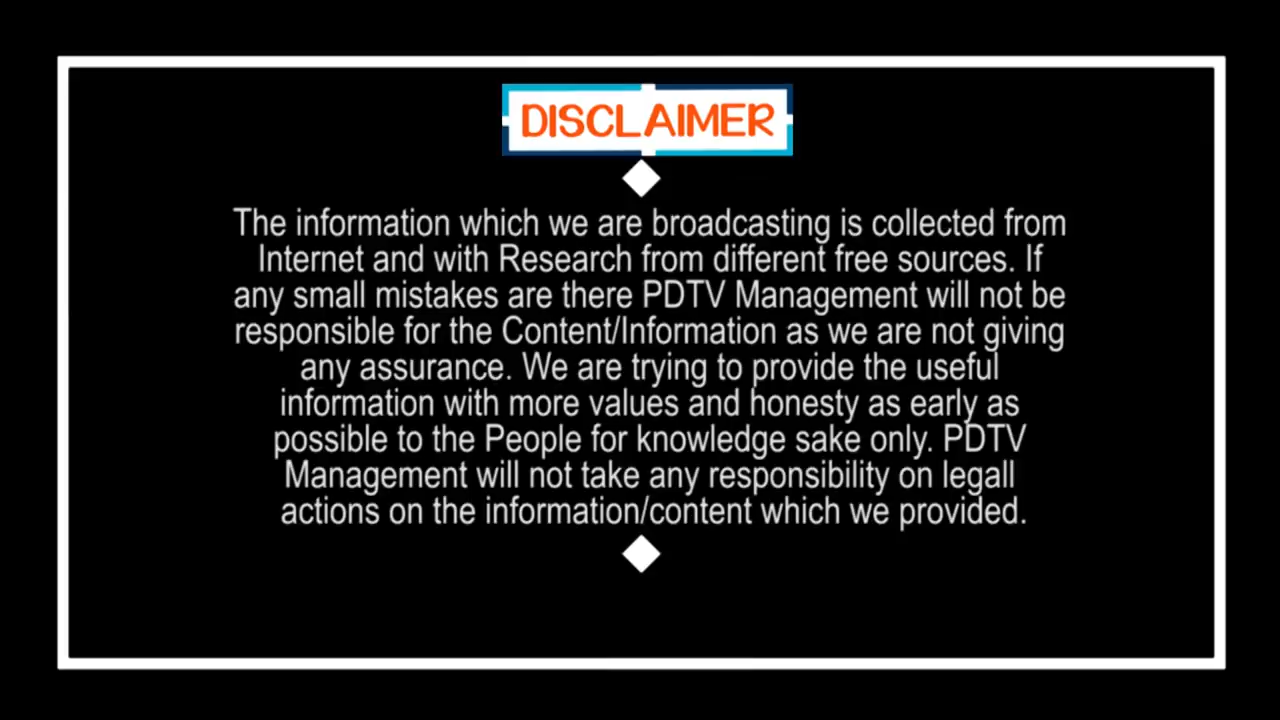 DISCLAIMER
The information which we are broadcasting is collected from
Internet and with Research from different free sources. If
any small mistakes are there PDTV Management will not be
responsible for the Content/Information as we are not giving
any assurance. We are trying to provide the useful
information with more values and honesty as early as
possible to the People for knowledge sake only. PDTV
Management will not take any responsibility on legall
actions on the information/content which we provided.